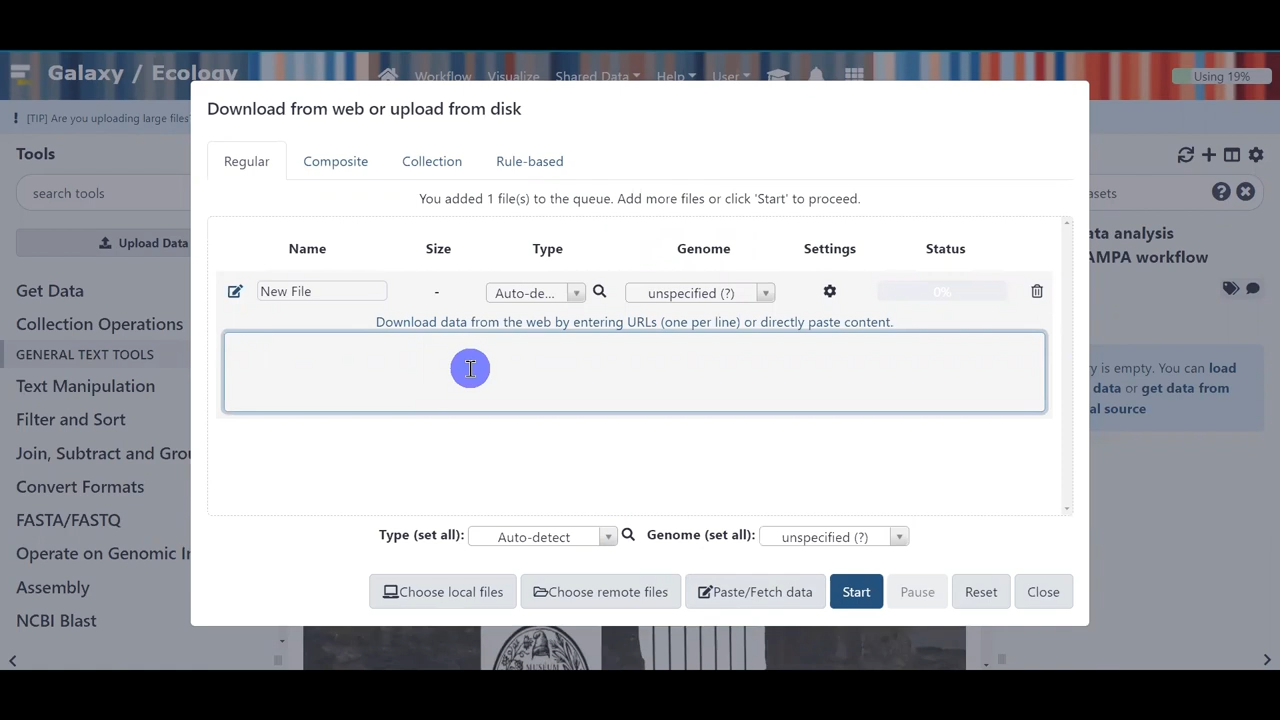 Galaxy / Ecology
Workflow
Visualize
Shared Data
Help
User
Using 19%
[TIP] Are you uploading large files
Download from web or upload from disk
Tools
Regular
Composite
Collection
Rule-based
search tools
You added 1 file(s) to the queue. Add more files or click 'Start' to proceed.
asets
Upload Data
Name
Size
Type
Genome
Settings
Status
ata analysis
AMPA workflow
Get Data
New File
-
Auto-de...
unspecified (?)
0%
Collection Operations
Download data from the web by entering URLs (one per line) or directly paste content.
GENERAL TEXT TOOLS
Text Manipulation
ry is empty. You can load
data or get data from
al source
Filter and Sort
Join, Subtract and Grou
Convert Formats
FASTA/FASTQ
Type (set all):
Auto-detect
Genome (set all):
unspecified (?)
Operate on Genomic In
Assembly
Choose local files
Choose remote files
Paste/Fetch data
Start
Pause
Reset
Close
NCBI Blast
MUSEUM